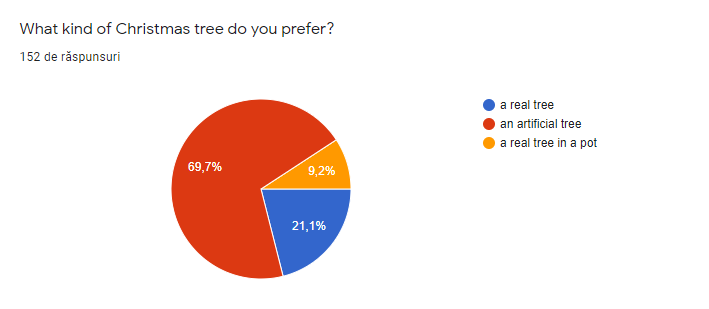 What kind of Christmas tree do you prefer?
152 de răspunsuri
a real tree
an artificial tree
a real tree in a pot
69,7%
9,2%
21,1%